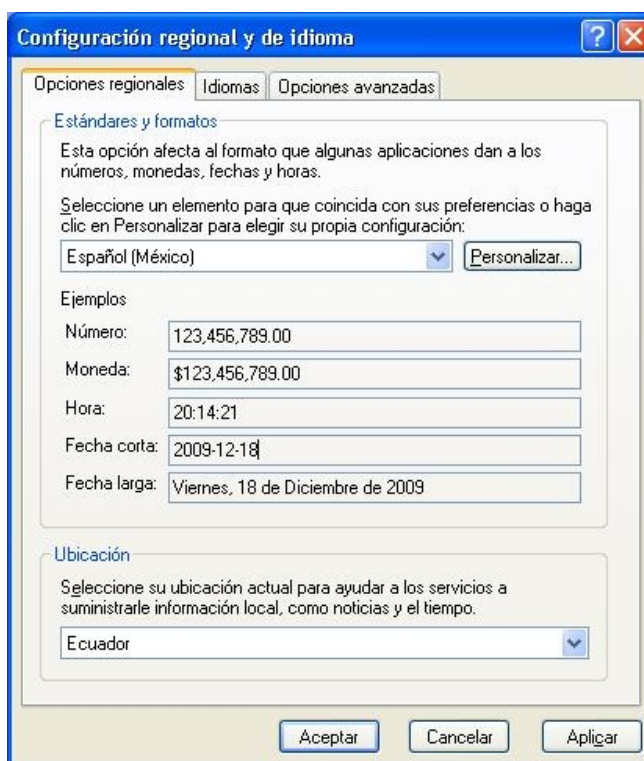 Configuración regional y de idioma
Opciones regionales Idiomas Opciones avanzadas
Estándares y formatos
Esta opción afecta al formato que algunas aplicaciones dan a los
números, monedas, fechas y horas.
Seleccione un elemento para que coincida con sus preferencias o haga
clic en Personalizar para elegir su propia configuración:
Español (México) Personalizar...
Ejemplos
Número: 123,456,789.00
Moneda: $123,456,789.00
Hora: 20:14:21
Fecha corta: 2009-12-18
Fecha larga: Viernes, 18 de Diciembre de 2009
Ubicación
Seleccione su ubicación actual para ayudar a los servicios a
suministrarle información local, como noticias y el tiempo.
Ecuador
Aceptar Cancelar Aplicar